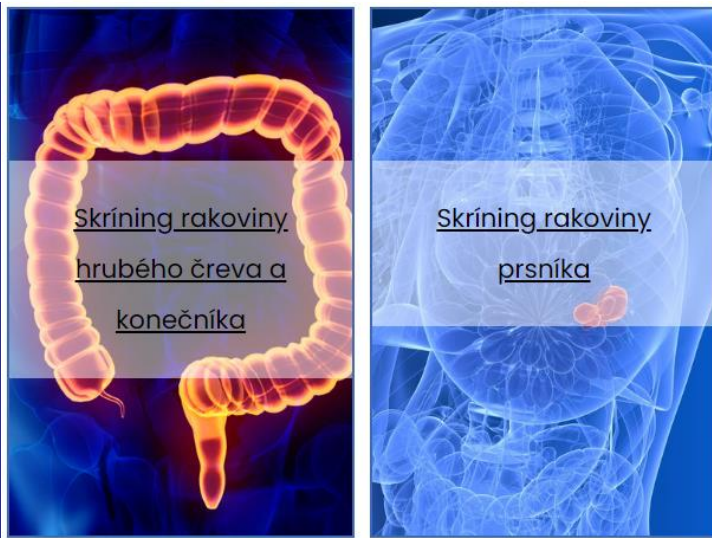 Skríning rakoviny
hrubého čreva a
konečníka
Skríning rakoviny
prsníka